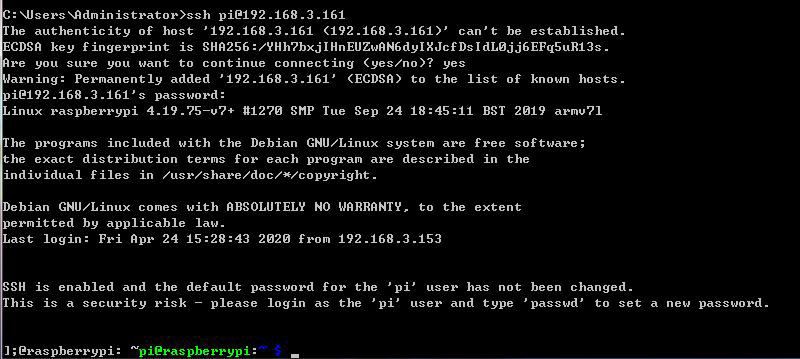 C:\Users\Administrator>ssh pi@192.168.3.161
The authenticity of host '192.168.3.161 (192.168.3.161)' can't be established.
ECDSA key fingerprint is SHA256:/YHh7bxjIHnEUZwAN6dyIXJcfDsIdL0jj6EFq5uR13s.
Are you sure you want to continue connecting (yes/no)? yes
Warning: Permanently added '192.168.3.161' (ECDSA) to the list of known hosts.
pi@192.168.3.161's password:
Linux raspberrypi 4.19.75-v7+ #1270 SMP Tue Sep 24 18:45:11 BST 2019 armv7l
The programs included with the Debian GNU/Linux system are free software;
the exact distribution terms for each program are described in the
individual files in /usr/share/doc/*/copyright.
Debian GNU/Linux comes with ABSOLUTELY NO WARRANTY, to the extent
permitted by applicable law.
Last login: Fri Apr 24 15:28:43 2020 from 192.168.3.153
SSH is enabled and the default password for the 'pi' user has not been changed.
This is a security risk - please login as the 'pi' user and type 'passwd' to set a new password.
];@raspberrypi: ~pi@raspberrypi:~ $